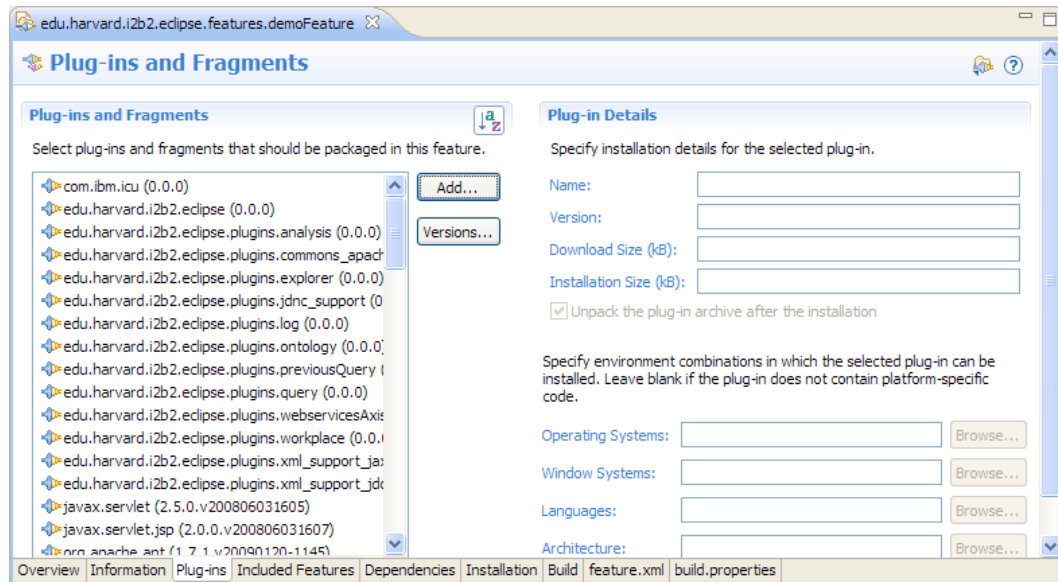 edu.harvard.i2b2.eclipse.features.demoFeature
Plug-ins and Fragments
Plug-ins and Fragments
Select plug-ins and fragments that should be packaged in this feature.
com.ibm.icu (0.0.0)
edu.harvard.i2b2.eclipse (0.0.0)
edu.harvard.i2b2.eclipse.plugins.analysis (0.0.0)
edu.harvard.i2b2.eclipse.plugins.commons_apach
edu.harvard.i2b2.eclipse.plugins.explorer (0.0.0)
edu.harvard.i2b2.eclipse.plugins.jdnc_support (0
edu.harvard.i2b2.eclipse.plugins.log (0.0.0)
edu.harvard.i2b2.eclipse.plugins.ontology (0.0.0)
edu.harvard.i2b2.eclipse.plugins.previousQuery (
edu.harvard.i2b2.eclipse.plugins.query (0.0.0)
edu.harvard.i2b2.eclipse.plugins.webservicesAxis
edu.harvard.i2b2.eclipse.plugins.workplace (0.0.
edu.harvard.i2b2.eclipse.plugins.xml_support_jax
edu.harvard.i2b2.eclipse.plugins.xml_support_jdo
javax.servlet (2.5.0.v200806031605)
javax.servlet.jsp (2.0.0.v200806031607)
org.apache.ant (1.7.1.v20090120-1145)
a
z
Add...
Versions...
Plug-in Details
Specify installation details for the selected plug-in.
Name:
Version:
Download Size (kB):
Installation Size (kB):
Unpack the plug-in archive after the installation
Specify environment combinations in which the selected plug-in can be
installed. Leave blank if the plug-in does not contain platform-specific
code.
Operating Systems:
Browse...
Window Systems:
Browse...
Languages:
Browse...
Architecture:
Browse...
Overview Information Plug-ins Included Features Dependencies Installation Build feature.xml build.properties